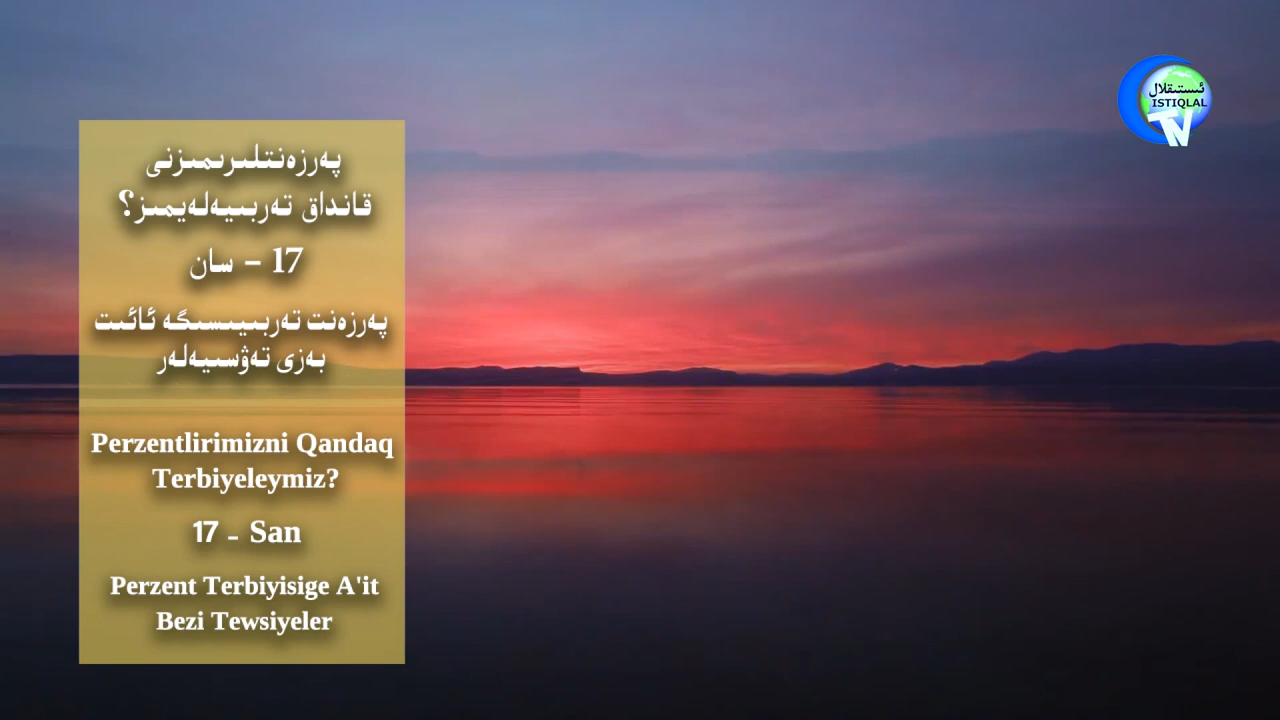 پەرزەنتلىرىمىزنى
قانداق تەربىيەلەيمىز؟
17 - سان
پەرزەنت تەربىيىسىگە ئائىت
بەزى تەۋسىيەلەر
Perzentlirimizni Qandaq
Terbiyeleymiz?
17 - San
Perzent Terbiyisige A'it
Bezi Tewsiyeler
ئىستىقلال
ISTIQLAL
TV